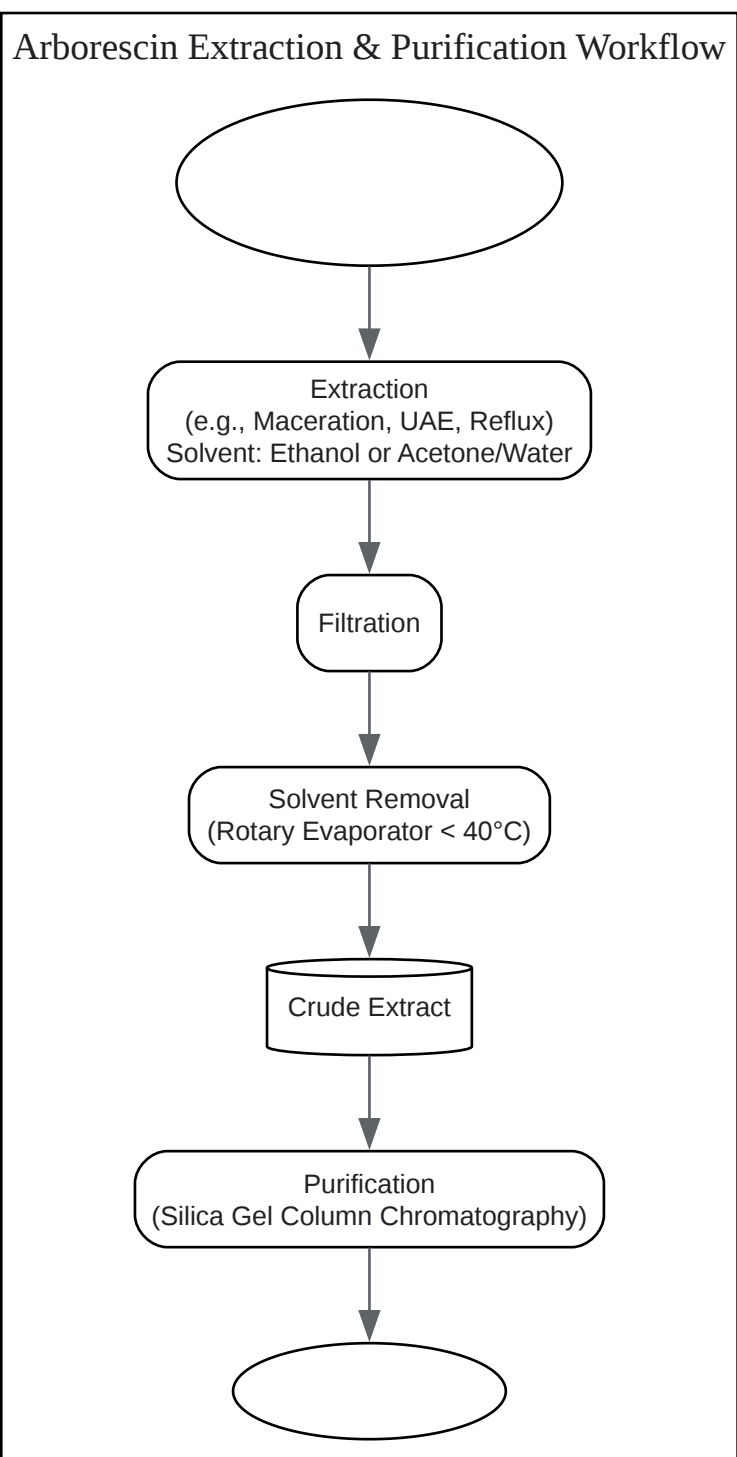 Arborescin Extraction & Purification Workflow
Extraction
(e.g., Maceration, UAE, Reflux)
Solvent: Ethanol or Acetone/Water
Filtration
Solvent Removal
(Rotary Evaporator < 40°C)
Crude Extract
Purification
(Silica Gel Column Chromatography)